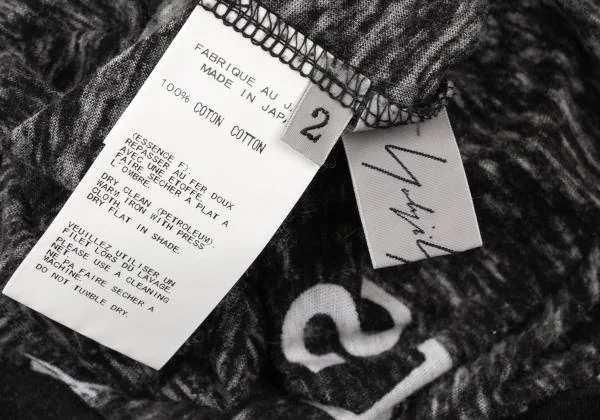 FABRIQUE AU J
MADE IN JAP
100% COTON COTTON
2
(ESSENCE F).
REPASSER AU FER DOUX
AVEC UNE ETOFFE.
FAIRE SECHER A PLAT A
L'OMBRE.
DRY CLEAN (PETROLEUM).
WARM IRON WITH PRESS
CLOTH.
DRY FLAT IN SHADE.
VEUILLEZ UTILISER UN
FILET LORS DU LAVAGE
PLEASE USE A CLEANING
NET.
NE PA FAIRE SECHER A
MACHINE.
DO NOT TUMBLE DRY.